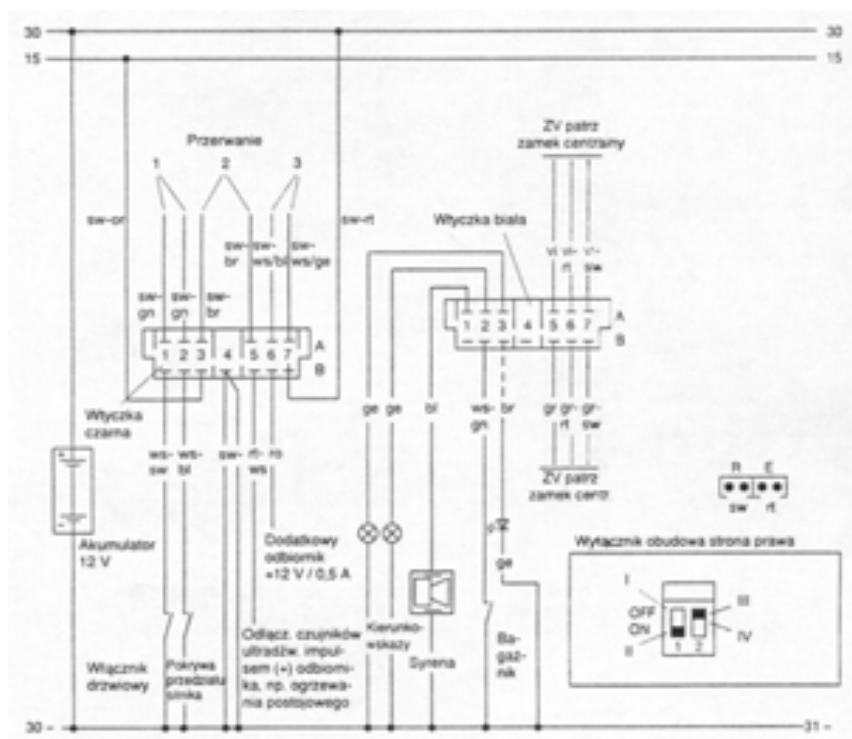 30
30
15
15
ZV patrz
zamek centralny
Przerwanie
1 2 3
Wtyczka biała
sw-or
sw-rt
sw-
br
sw-
ws/bl
sw-
ws/ge
vi
vi-
rt
vi-
sw
sw-
gn
sw-
gn
sw-
br
1 2 3 4 5 6 7
A
B
1 2 3 4 5 6 7
A
B
Wtyczka
czarna
ge
ge
bl
ws-
gn
br
gr
gr-
rt
gr-
sw
ws-
sw
ws-
bl
sw-
rt-
ws
ro
ZV patrz
zamek centr.
R E
sw rt
Akumulator
12 V
Dodatkowy
odbiornik
=12 V / 0,5 A
ge
Wyłącznik obudowa strona prawa
I
OFF
ON
II
III
IV
1 2
Włącznik
drzwiowy
Pokrywa
przedziału
silnika
Odłącz. czujników
ultradźw. impul-
sem (+) odbiorni-
ka, np. ogrzewa-
nia postojowego
Kierunko-
wskazy
Syrena
Ba-
gaż-
nik
30 -
31 -